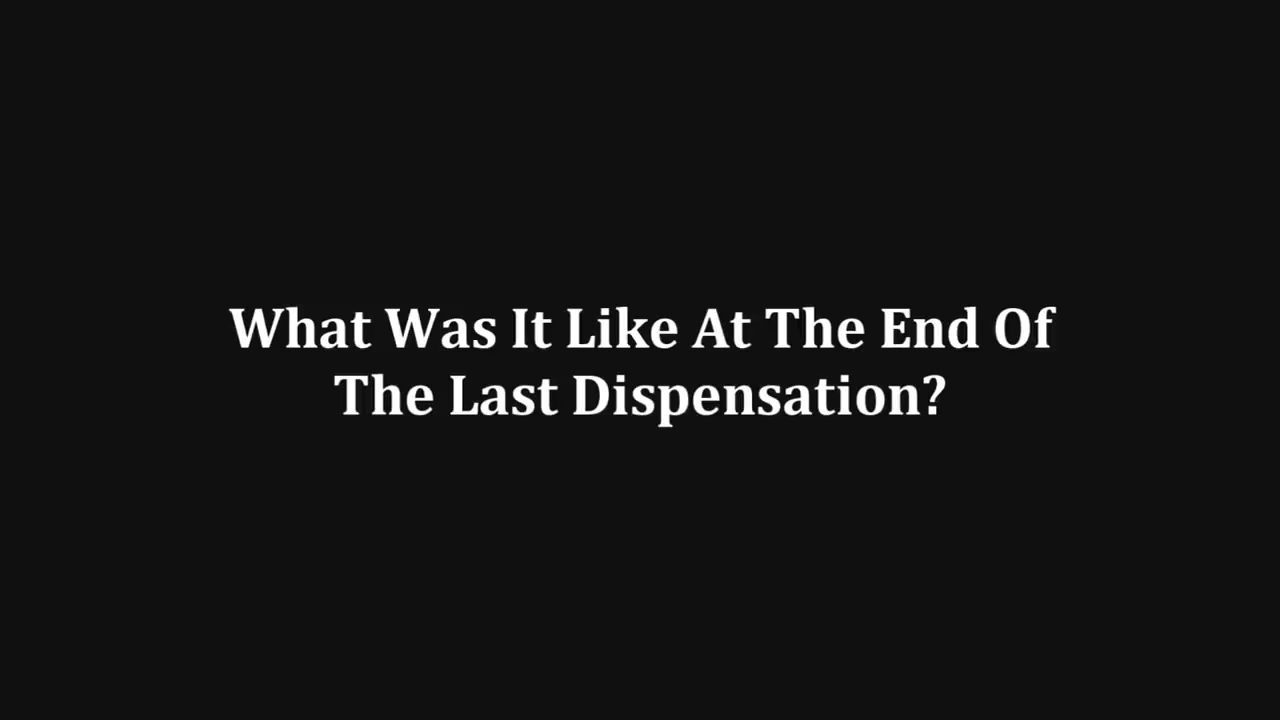 What Was It Like At The End Of
The Last Dispensation?